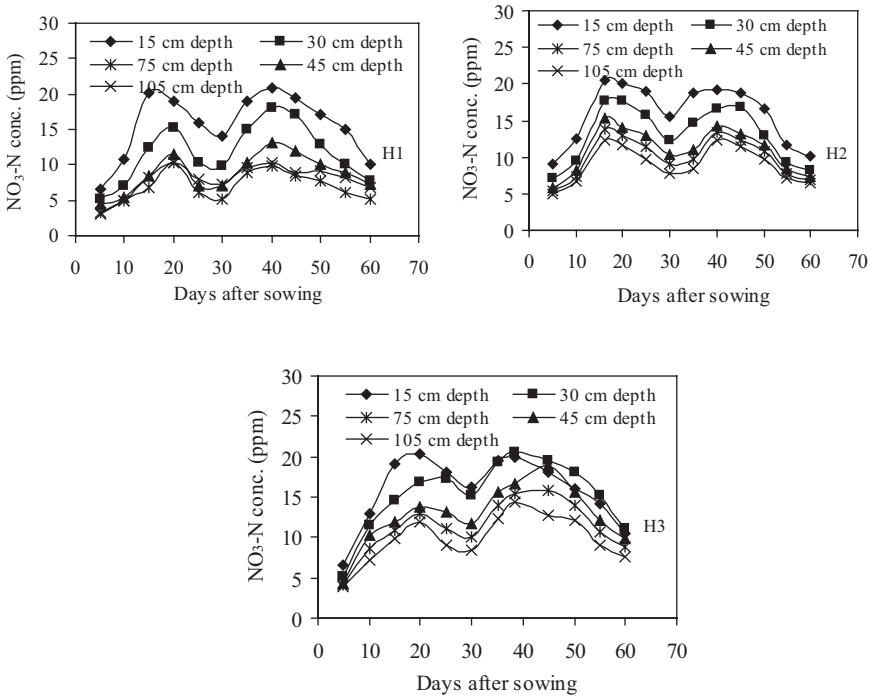 NO3-N conc. (ppm)
30
25
20
15
10
5
0
15 cm depth
30 cm depth
75 cm depth
45 cm depth
105 cm depth
H1
0 10 20 30 40 50 60 70
Days after sowing
NO3-N conc. (ppm)
30
25
20
15
10
5
0
15 cm depth
30 cm depth
75 cm depth
45 cm depth
105 cm depth
H2
0 10 20 30 40 50 60 70
Days after sowing
NO3-N conc. (ppm)
30
25
20
15
10
5
0
15 cm depth
30 cm depth
75 cm depth
45 cm depth
105 cm depth
H3
0 10 20 30 40 50 60 70
Days after sowing